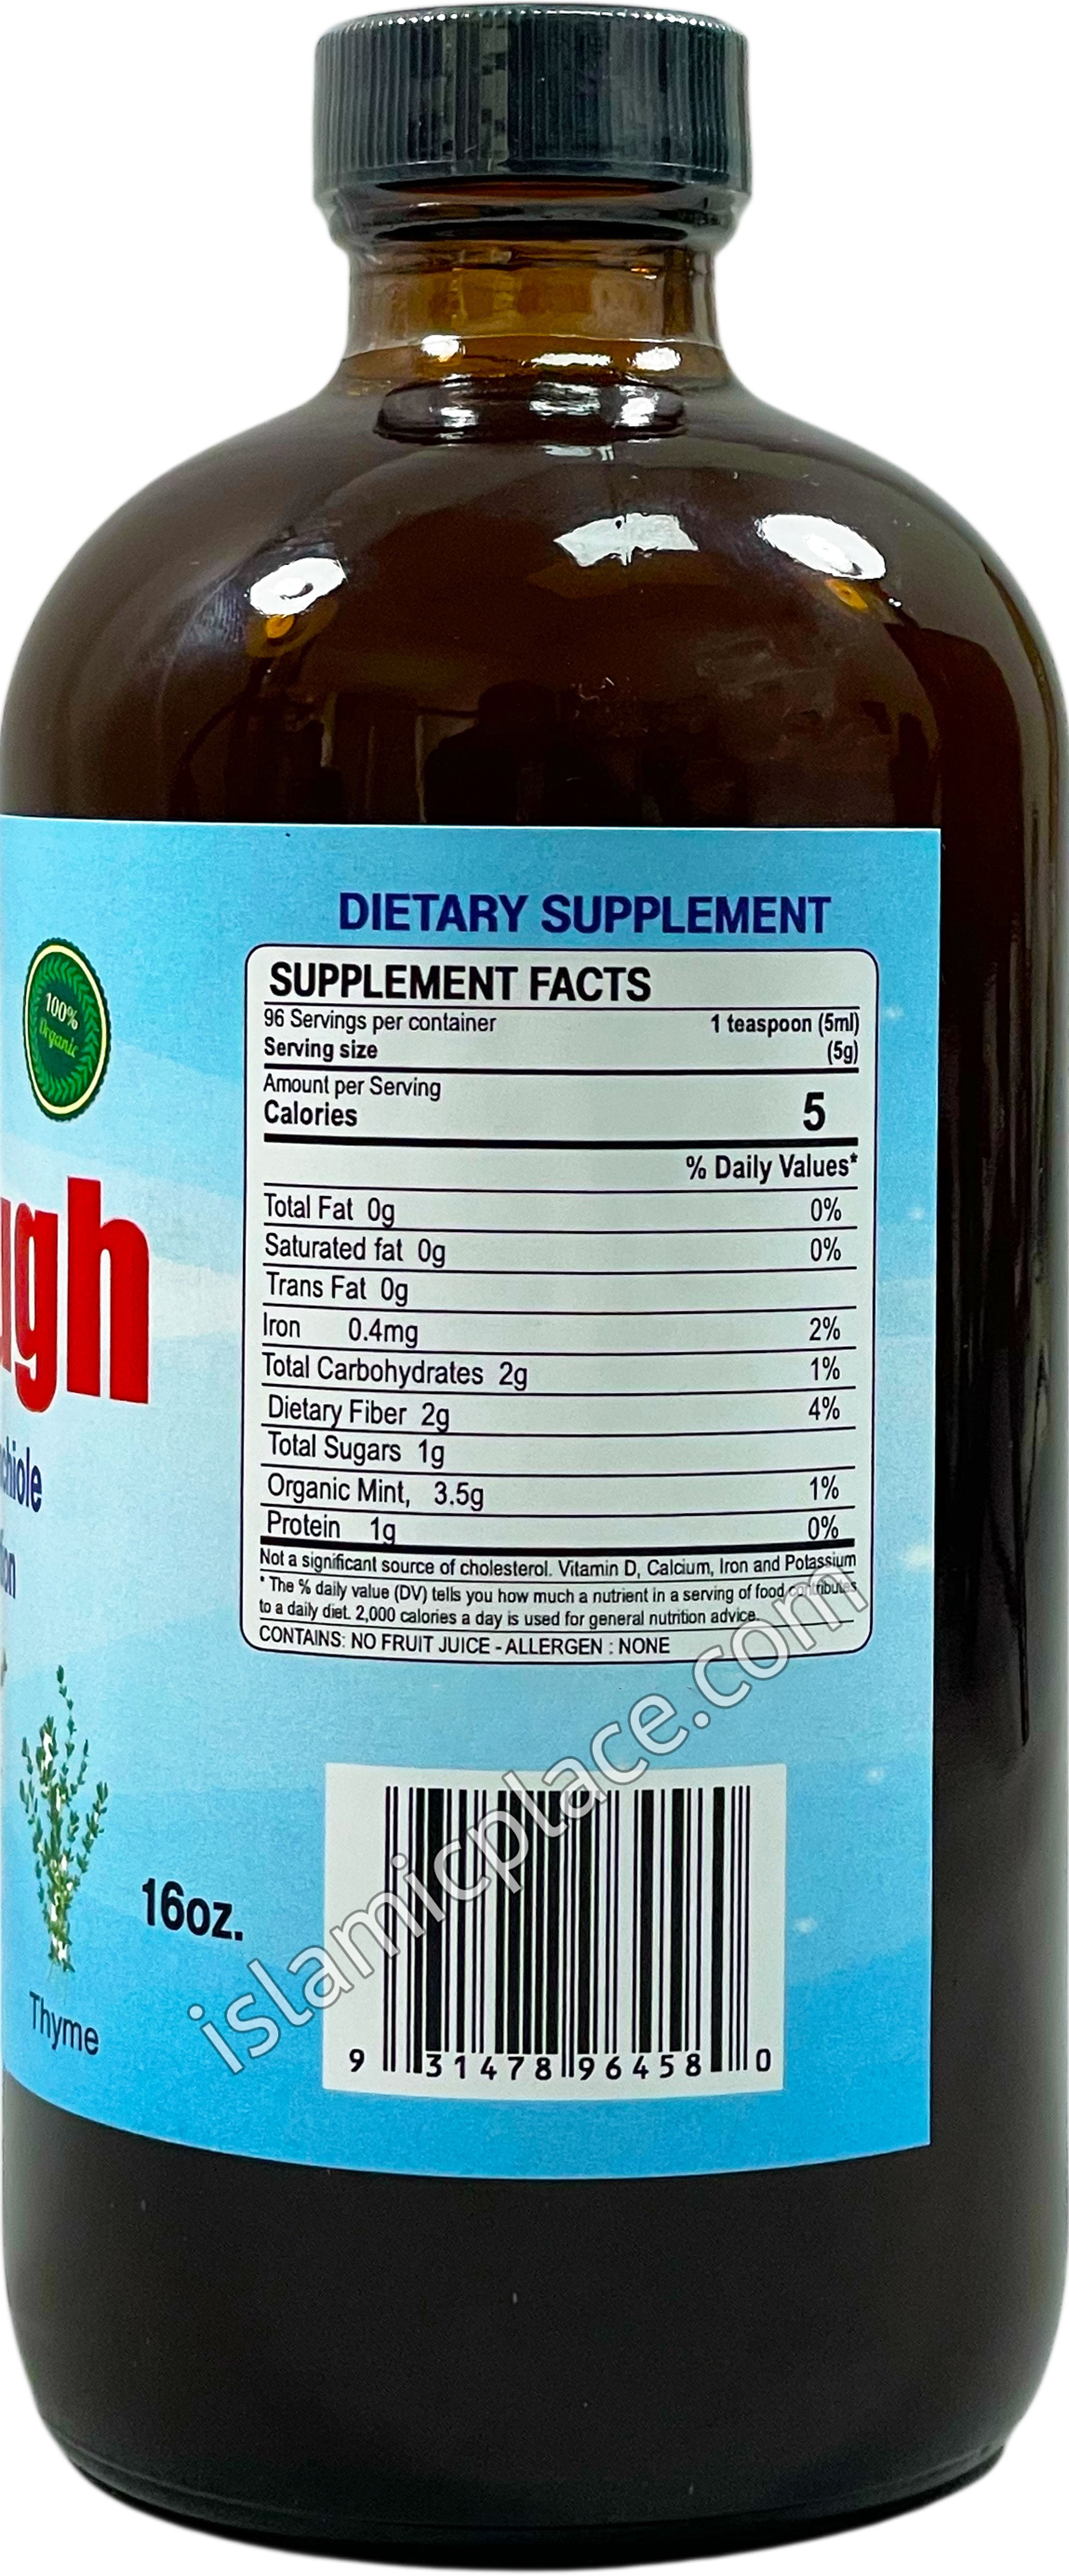 DIETARY SUPPLEMENT
SUPPLEMENT FACTS
96 Servings per container 1 teaspoon (5ml)
Serving size (5g)
Amount per Serving
Calories 5
% Daily Values*
Total Fat 0g 0%
Saturated fat 0g 0%
Trans Fat 0g
Iron 0.4mg 2%
Total Carbohydrates 2g 1%
Dietary Fiber 2g 4%
Total Sugars 1g
Organic Mint, 3.5g 1%
Protein 1g 0%
Not a significant source of cholesterol. Vitamin D, Calcium, Iron and Potassium
* The % daily value (DV) tells you how much a nutrient in a serving of food contributes
to a daily diet. 2,000 calories a day is used for general nutrition advice.
CONTAINS: NO FRUIT JUICE - ALLERGEN : NONE
100%
Organic
ugh
chiole
ion
16oz.
Thyme
9 31478 96458 0
islamicplace.com